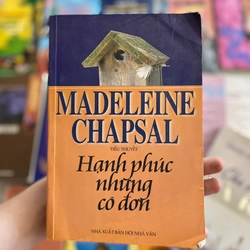 MADELEINE
CHAPSAL
TIỂU THUYẾT
Hạnh phúc
nhưng
cô đơn
NHÀ XUẤT BẢN HỘI NHÀ VĂN